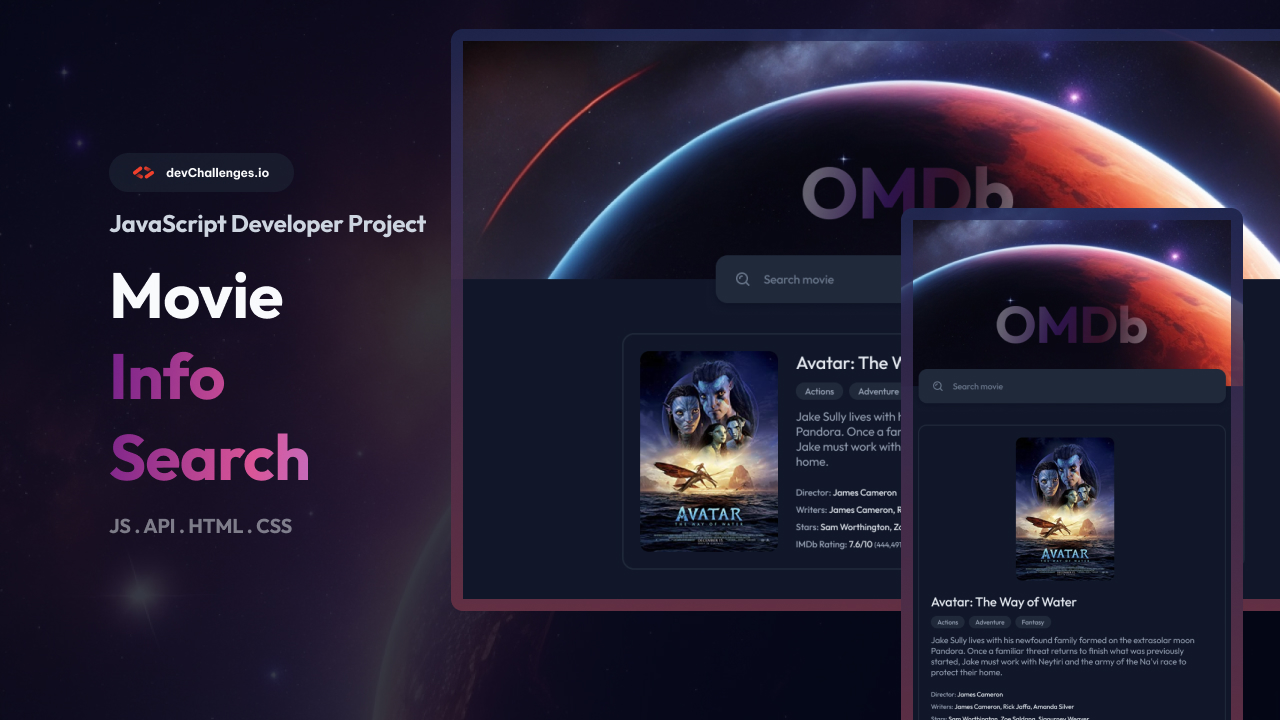 devChallenges.io
JavaScript Developer Project
Movie
Info
Search
JS . API . HTML . CSS
OMDb
Search movie
AVATAR
THE WAY OF WATER
Avatar: The W
Actions
Adventure
Jake Sully lives with h
Pandora. Once a far
Jake must work with
home.
Director: James Cameron
Writers: James Cameron, R
Stars: Sam Worthington, Zo
IMDb Rating: 7.6/10 (444,491
OMDb
Search movie
AVATAR
Avatar: The Way of Water
Actions
Adventure
Fantasy
Jake Sully lives with his newfound family formed on the extrasolar moon
Pandora. Once a familiar threat returns to finish what was previously
started, Jake must work with Neytiri and the army of the Na'vi race to
protect their home.
Director: James Cameron
Writers: James Cameron, Rick Jaffa, Amanda Silver
Stars: Sam Worthington, Zoe Saldana, Sigourney Weaver